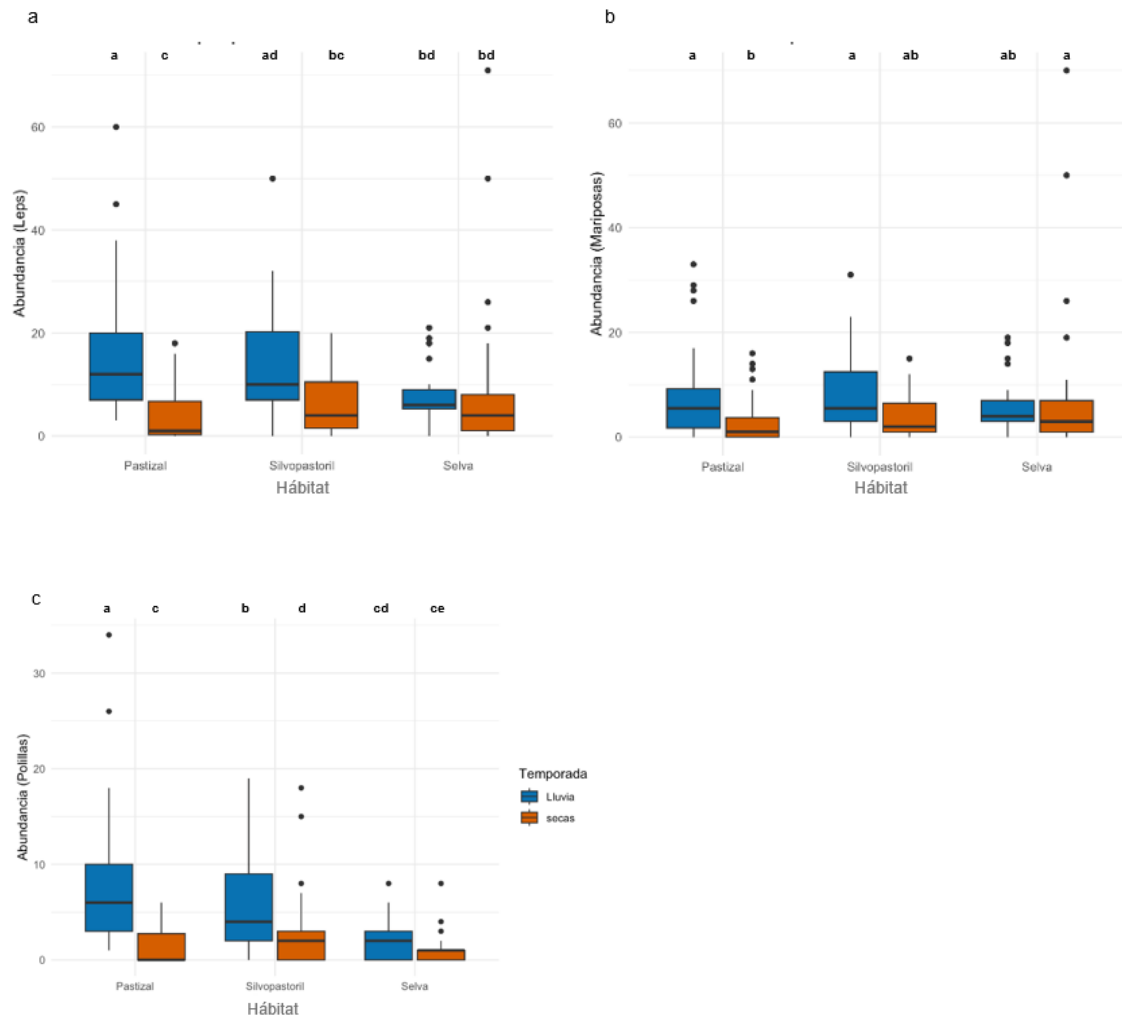 a
a c ad bc bd bd
60
40
20
0
Abundancia (Leps)
Pastizal Silvopastoril Selva
Hábitat
b
a b a ab ab a
60
40
20
0
Abundancia (Mariposas)
Pastizal Silvopastoril Selva
Hábitat
c
a c b d cd ce
30
20
10
0
Abundancia (Polillas)
Pastizal Silvopastoril Selva
Hábitat
Temporada
Lluvia
secas